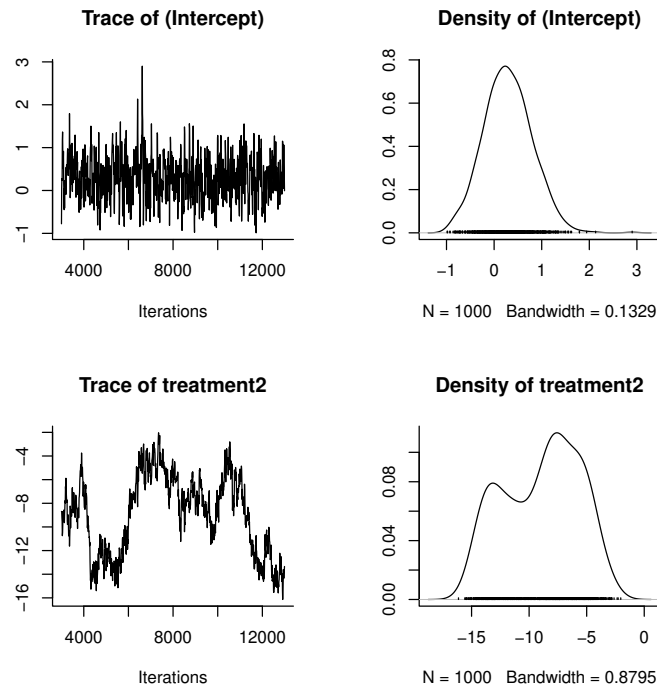 Trace of (Intercept)
3
2
1
0
−1
4000 8000 12000
Iterations
Density of (Intercept)
0.8
0.6
0.4
0.2
0.0
−1 0 1 2 3
N = 1000 Bandwidth = 0.1329
Trace of treatment2
−4
−8
−12
−16
4000 8000 12000
Iterations
Density of treatment2
0.08
0.04
0.00
−15 −10 −5 0
N = 1000 Bandwidth = 0.8795